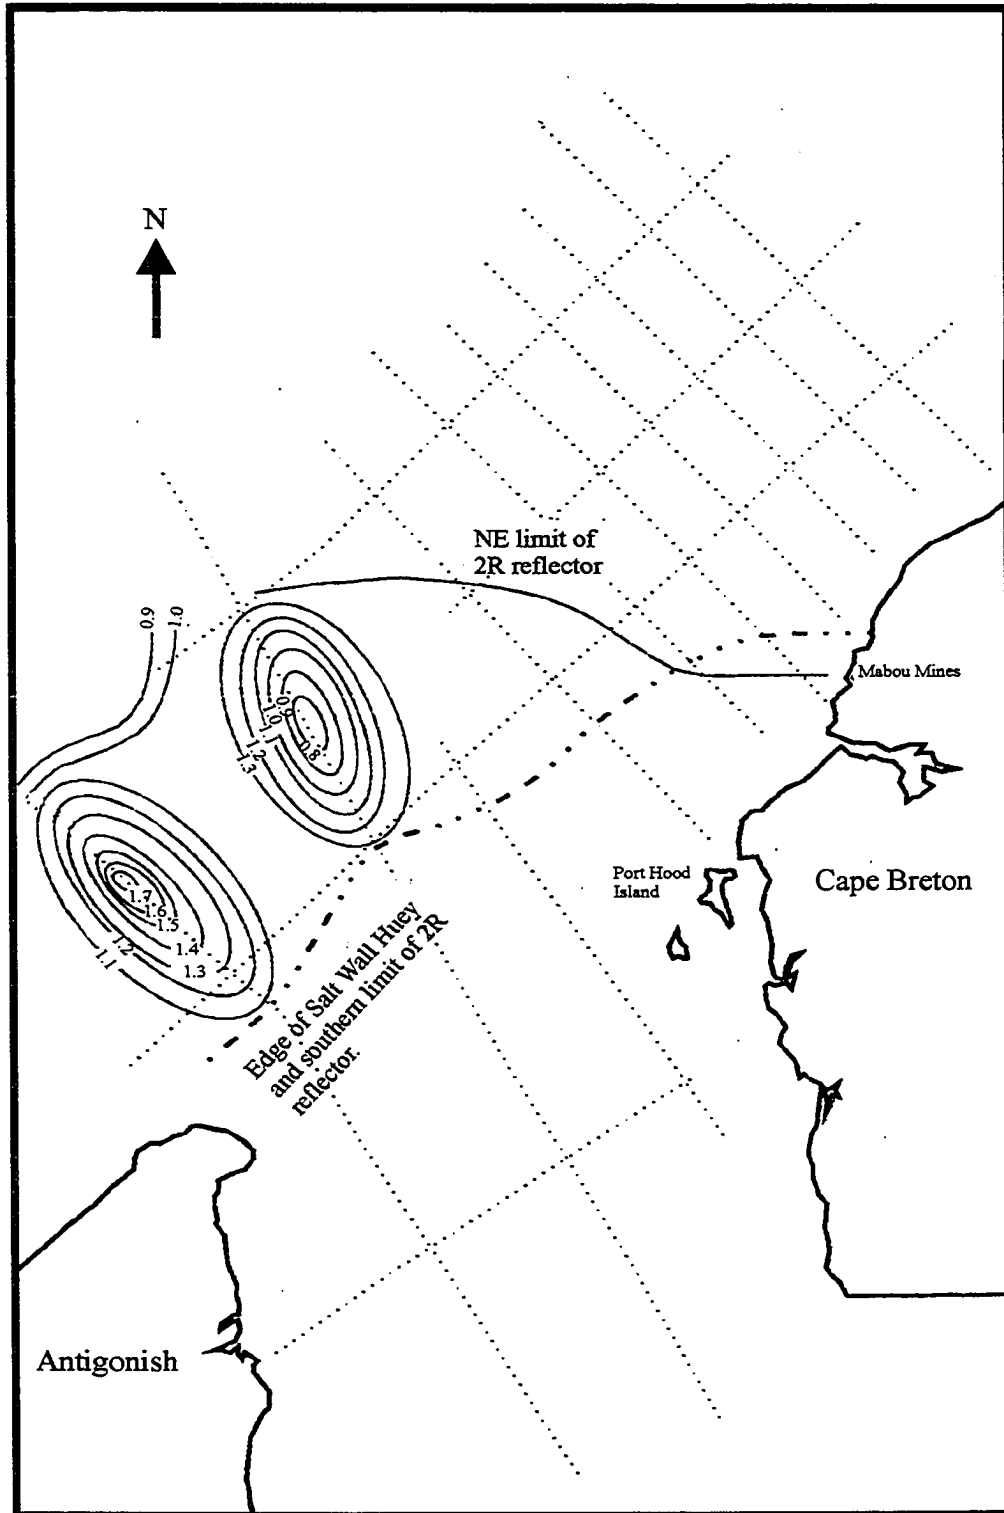 N
NE limit of
2R reflector
0.9
1.0
0.9
1.0
1.1
1.2
1.3
0.8
Mabou Mines
Port Hood
Island
Cape Breton
1.7
1.6
1.5
1.4
1.3
1.2
1.1
Edge of Salt Wall Huey
and southern limit of 2R
reflector.
Antigonish